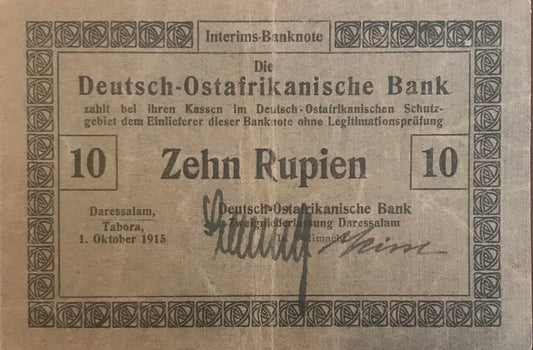 Interims-Banknote
Die
Deutsch-Ostafrikanische Bank
zahlt bei ihren Kassen im Deutsch-Ostafrikanischen Schutz-
gebiet dem Einlieferer dieser Banknote ohne Legitimationsprüfung
10 Zehn Rupien 10
Daressalam,
Tabora,
1. Oktober 1915
Deutsch-Ostafrikanische Bank
Zweigniederlassung Daressalam